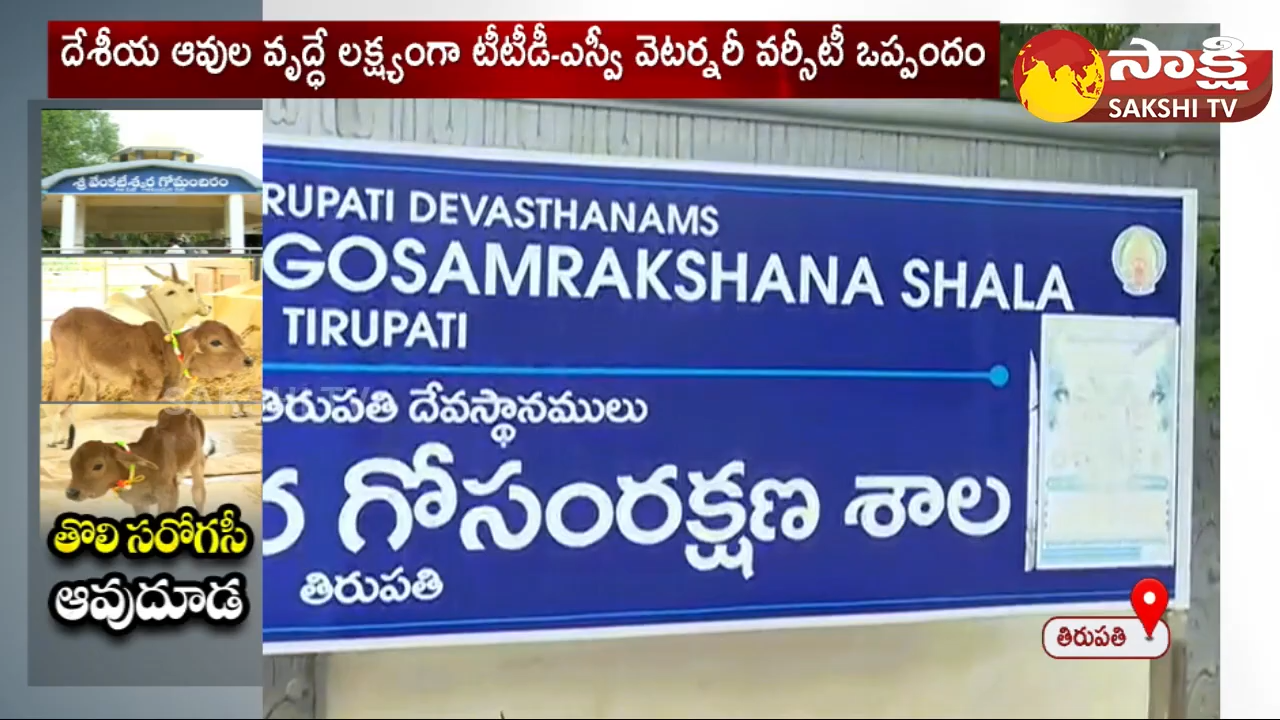 దేశీయ ఆవుల వృద్ధే లక్ష్యంగా టీటీడీ-ఎస్వీ వెటర్నరీ వర్సీటీ ఒప్పందం
సాక్షి
SAKSHI TV
శ్రీ వేంకటేశ్వర గోమందిరం
RUPATI DEVASTHANAMS
GOSAMRAKSHANA SHALA
TIRUPATI
తిరుపతి దేవస్థానములు
ర గోసంరక్షణ శాల
తిరుపతి
తొలి సరోగసీ
ఆవుదూడ
తిరుపతి